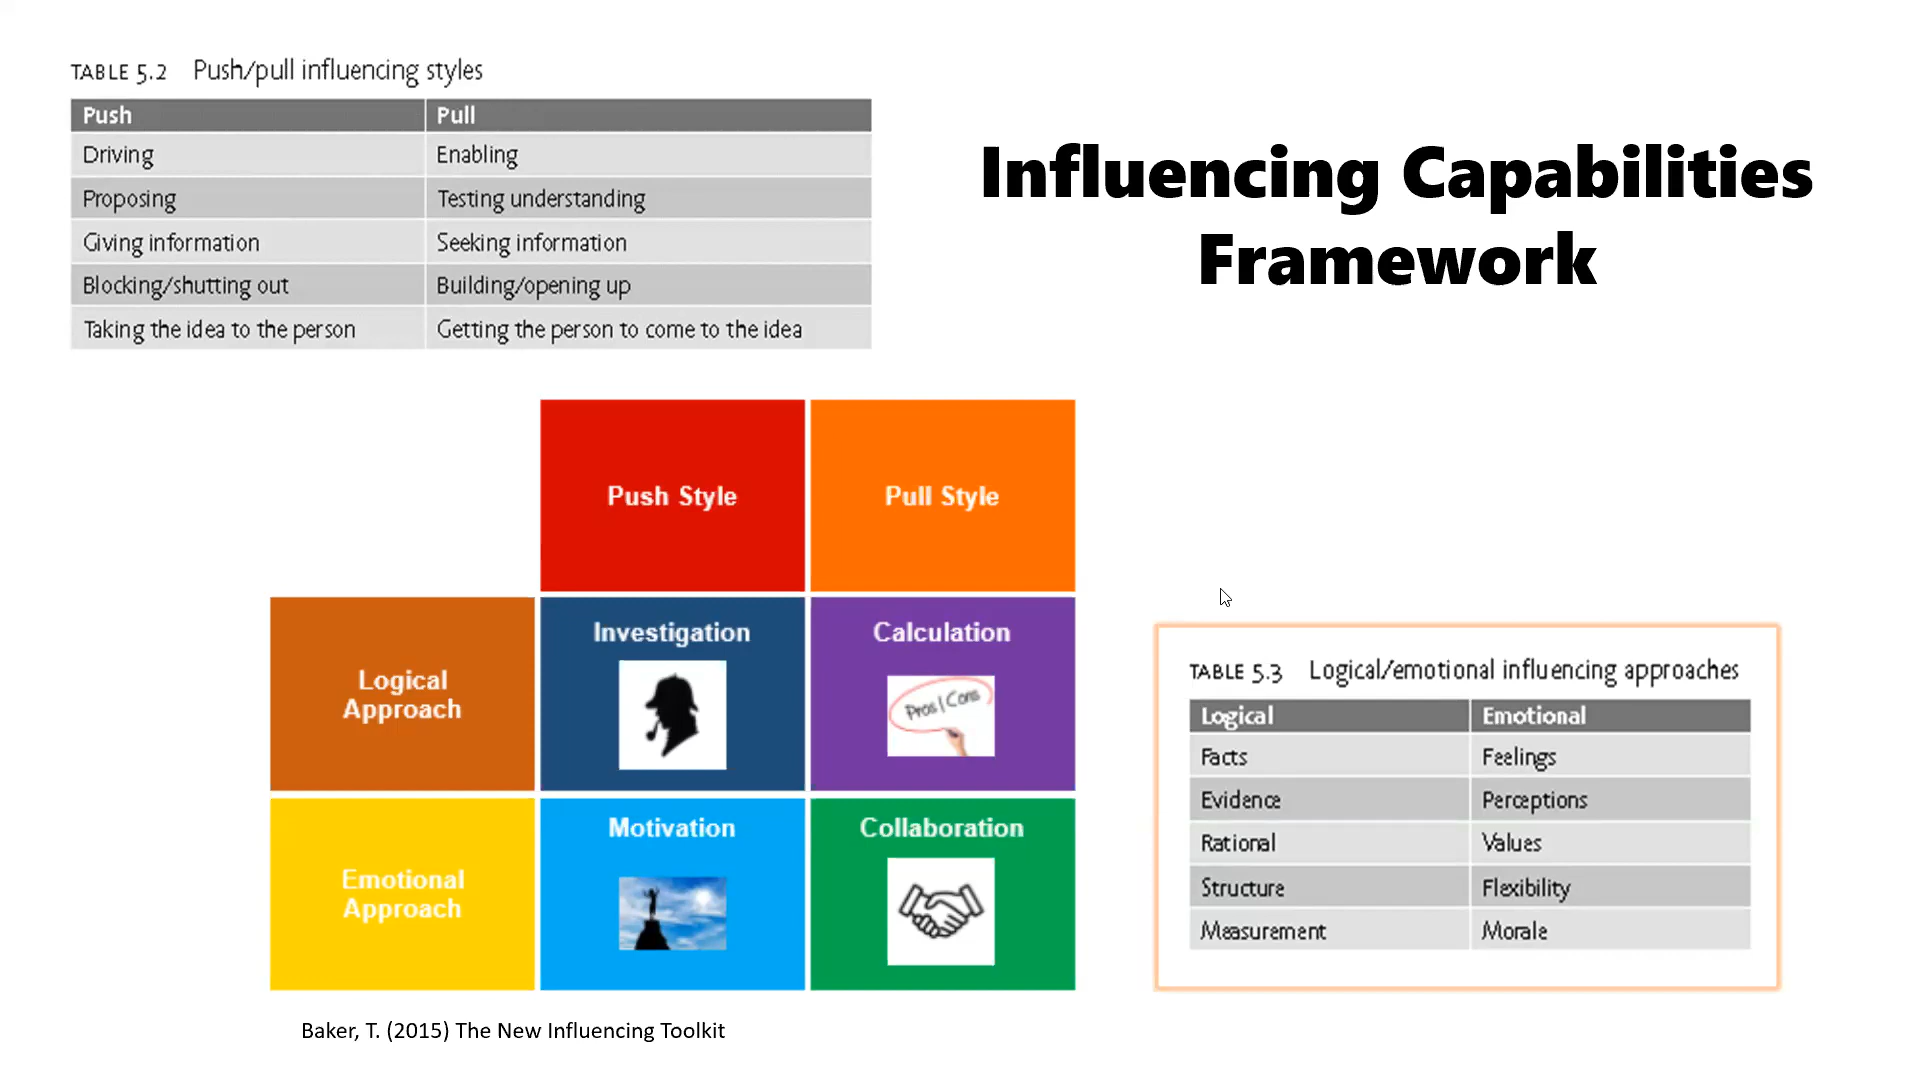 TABLE 5.2 Push/pull influencing styles
Push Pull
Driving Enabling
Proposing Testing understanding
Giving information Seeking information
Blocking/shutting out Building/opening up
Taking the idea to the person Getting the person to come to the idea
Influencing Capabilities
Framework
Push Style Pull Style
Logical
Approach
Investigation
Calculation
Pros | Cons
Emotional
Approach
Motivation
Collaboration
TABLE 5.3 Logical/emotional influencing approaches
Logical Emotional
Facts Feelings
Evidence Perceptions
Rational Values
Structure Flexibility
Measurement Morale
Baker, T. (2015) The New Influencing Toolkit